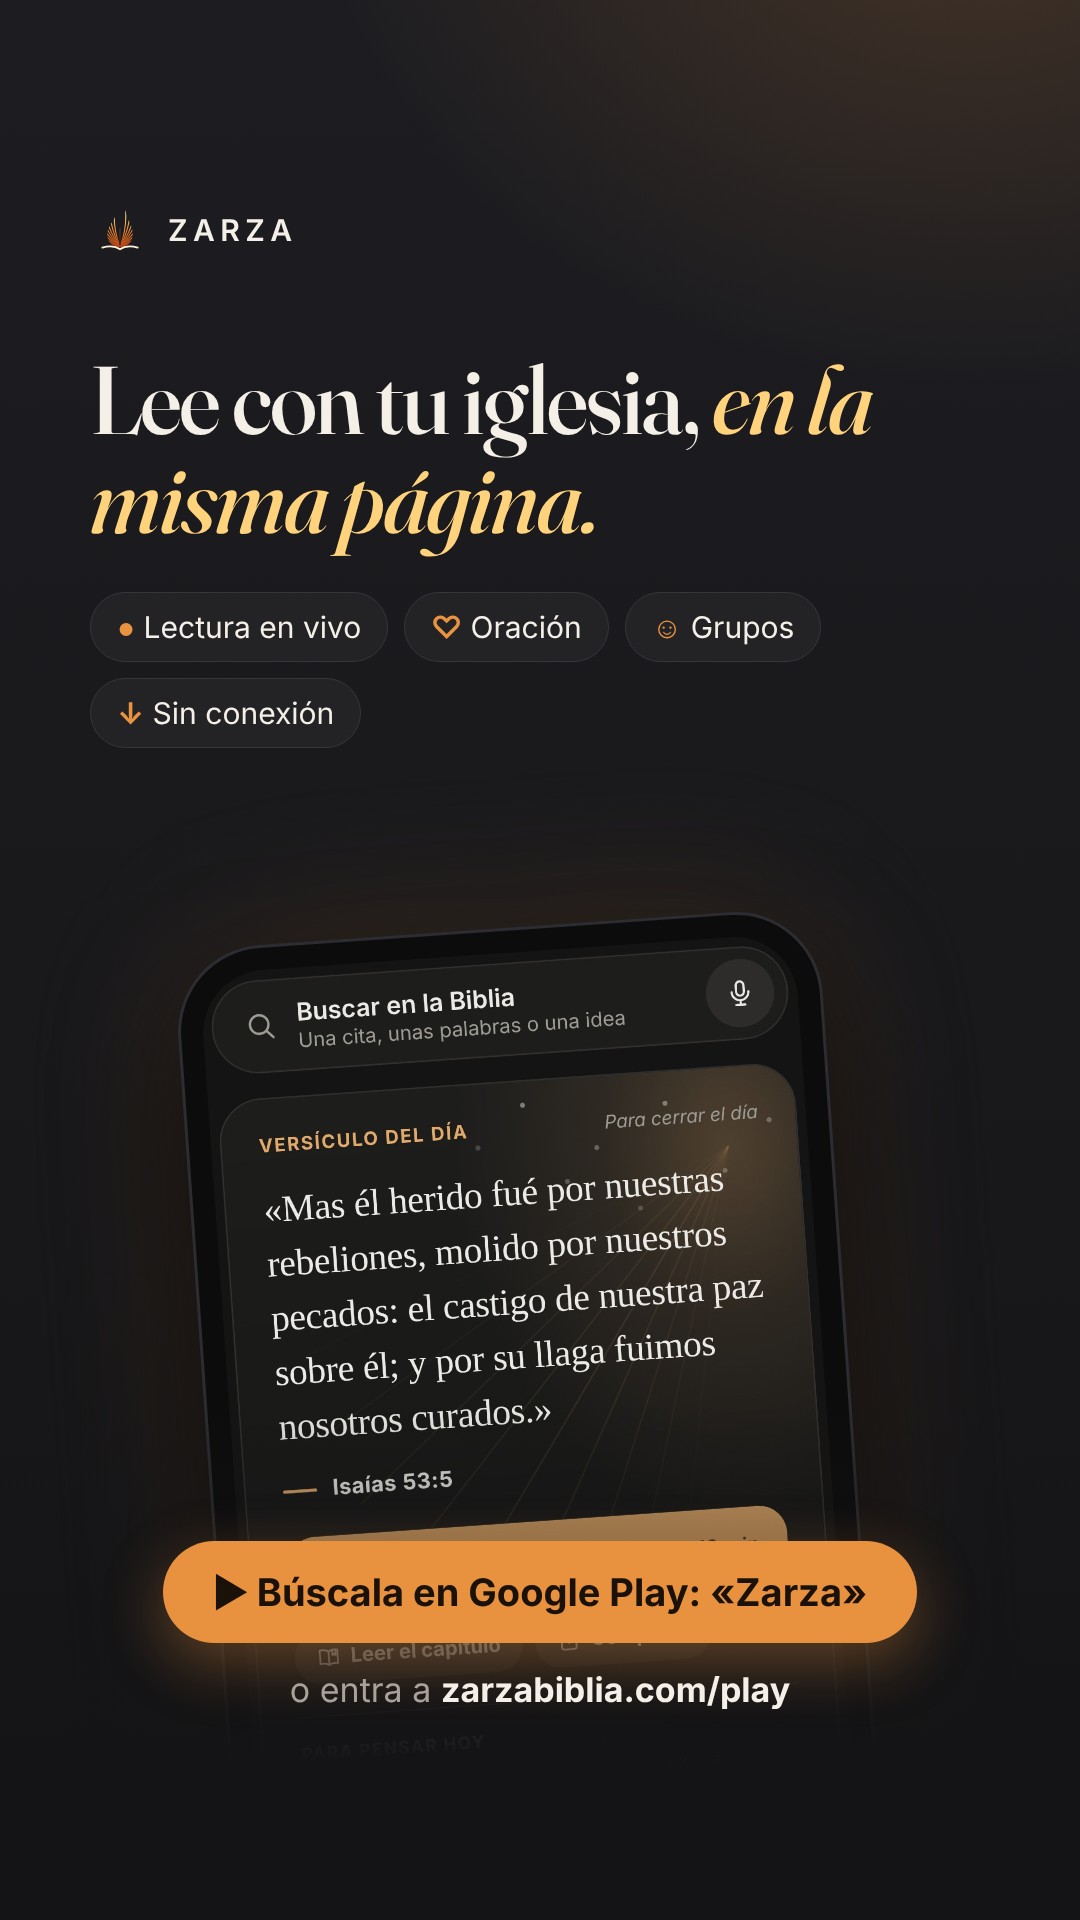 ZARZA
Lee con tu iglesia, en la
misma página.
Lectura en vivo
Oración
Grupos
Sin conexión
Buscar en la Biblia
Una cita, unas palabras o una idea
VERSÍCULO DEL DÍA
Para cerrar el día
«Mas él herido fué por nuestras
rebeliones, molido por nuestros
pecados: el castigo de nuestra paz
sobre él; y por su llaga fuimos
nosotros curados.»
Isaías 53:5
Búscala en Google Play: «Zarza»
Leer el capítulo
o entra a zarzabiblia.com/play
PARA PENSAR HOY